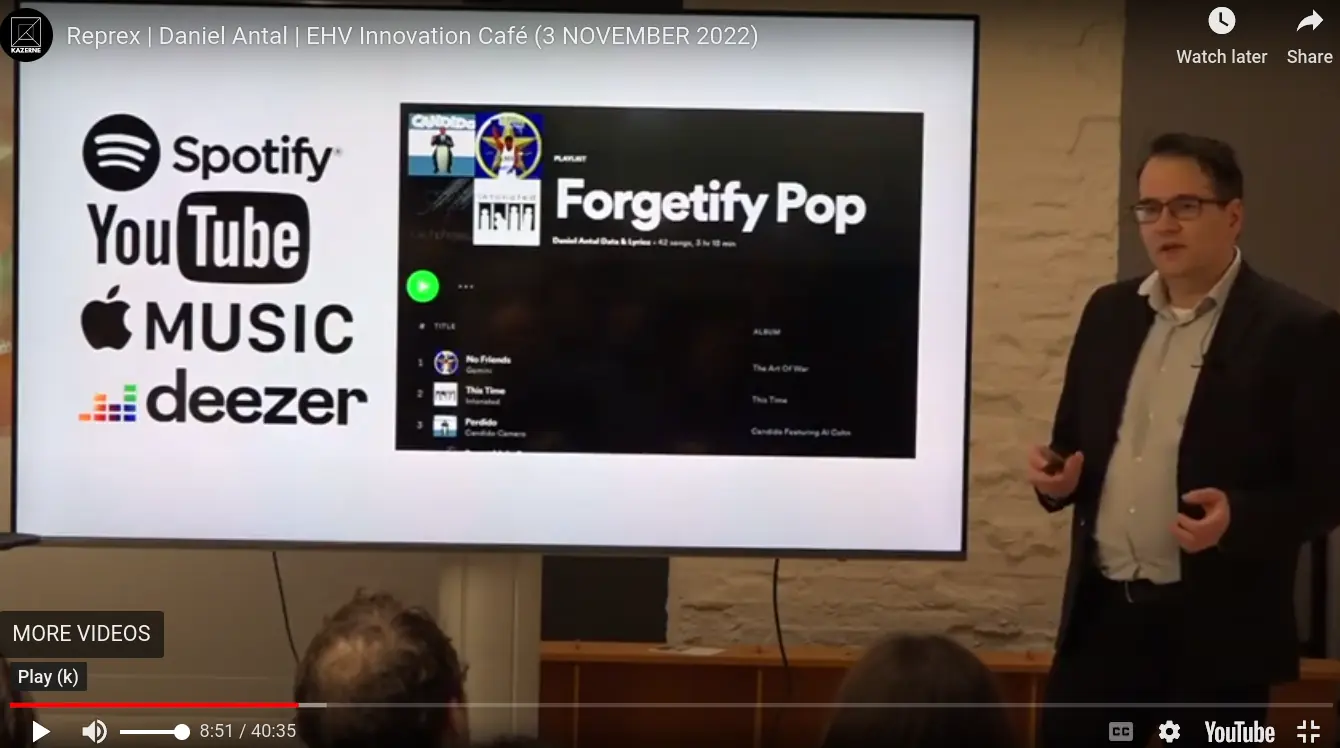 KAZERNE
Reprex | Daniel Antal | EHV Innovation Café (3 NOVEMBER 2022)
Watch later
Share
Spotify
YouTube
MUSIC
deezer
CANDIDO
PLAYLIST
Forgetify Pop
Daniel Antal Data & Lyrics • 42 songs, 3 hr 18 min
# TITLE
ALBUM
1 No Friends
Gemini
The Art Of War
2 This Time
Intonated
This Time
3 Perdido
Candido Camero
Candido Featuring Al Cohn
MORE VIDEOS
Play (k)
8:51 / 40:35
CC
YouTube